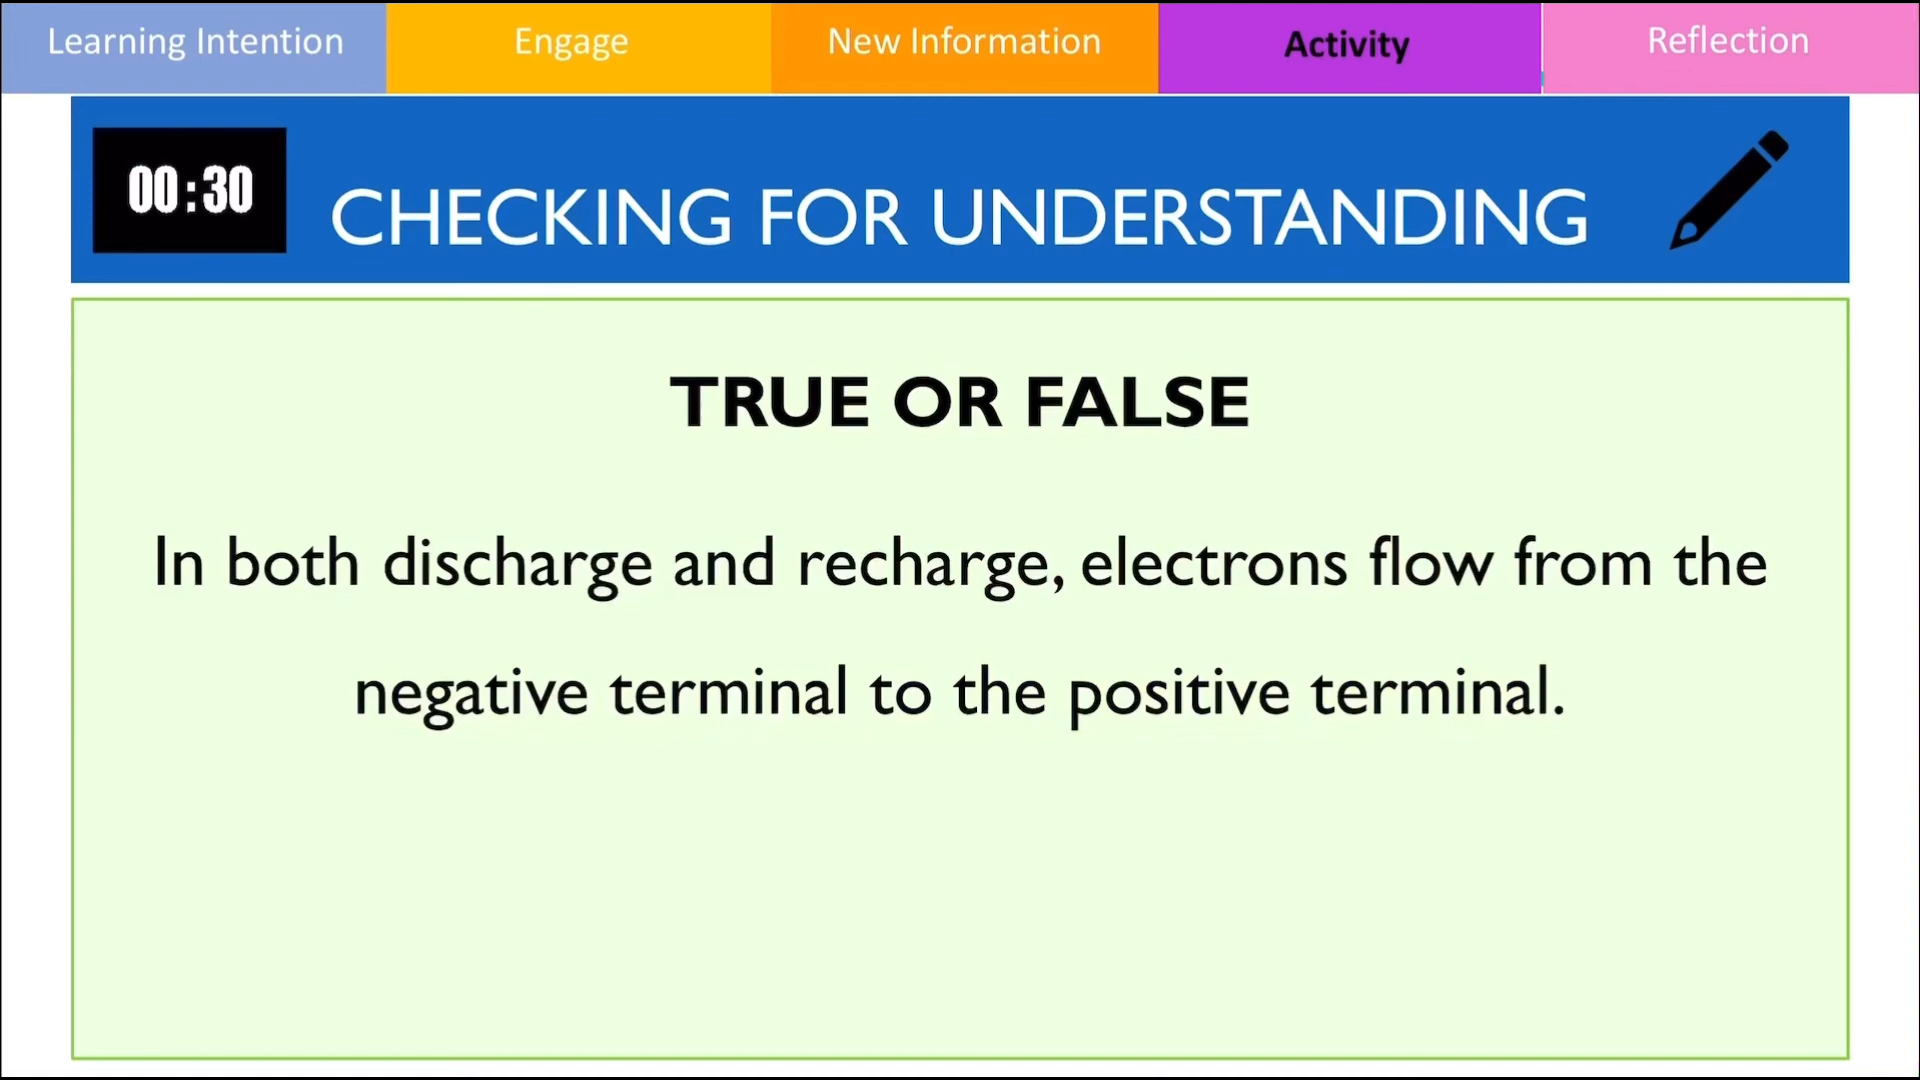 Learning Intention
Engage
New Information
Activity
Reflection
00:30
CHECKING FOR UNDERSTANDING
TRUE OR FALSE
In both discharge and recharge, electrons flow from the
negative terminal to the positive terminal.